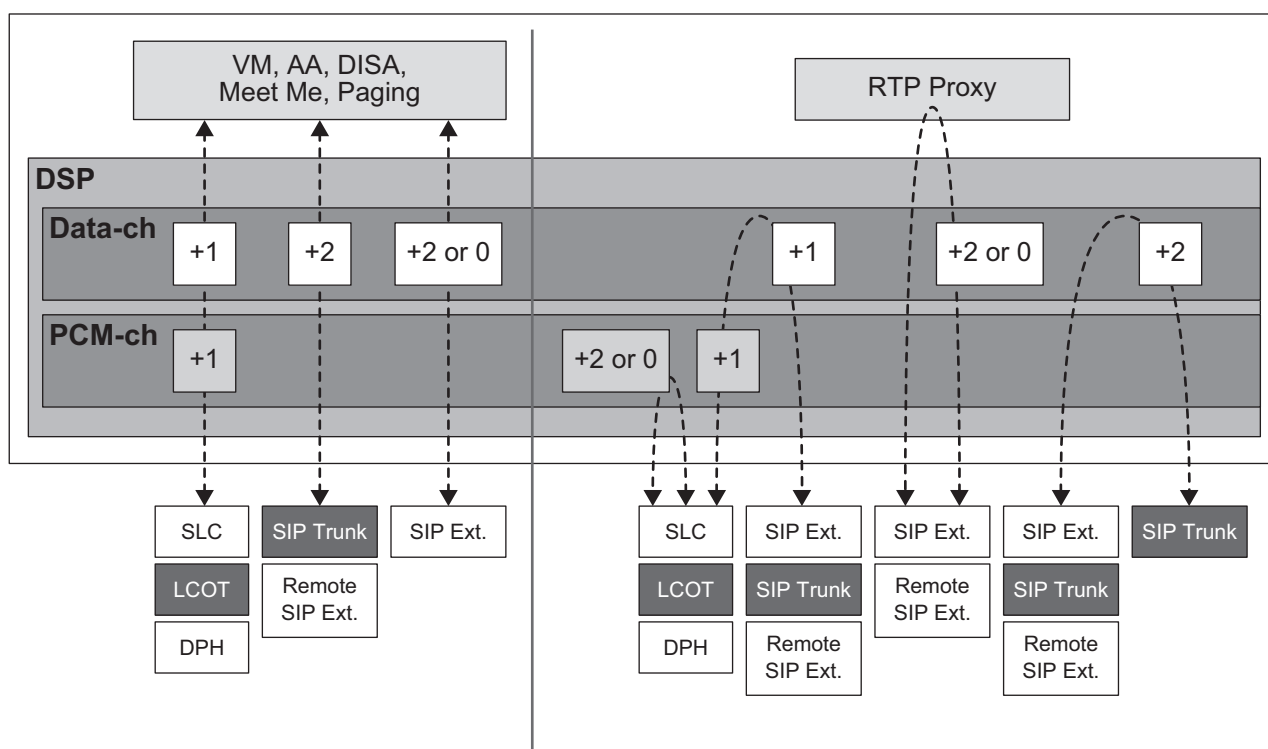 VM, AA, DISA,
Meet Me, Paging
RTP Proxy
DSP
Data-ch
+1
+2
+2 or 0
+1
+2 or 0
+2
PCM-ch
+1
+2 or 0
+1
SLC
LCOT
DPH
SIP Trunk
Remote
SIP Ext.
SIP Ext.
SLC
LCOT
DPH
SIP Ext.
SIP Trunk
Remote
SIP Ext.
SIP Ext.
Remote
SIP Ext.
SIP Ext.
SIP Trunk
Remote
SIP Ext.
SIP Trunk